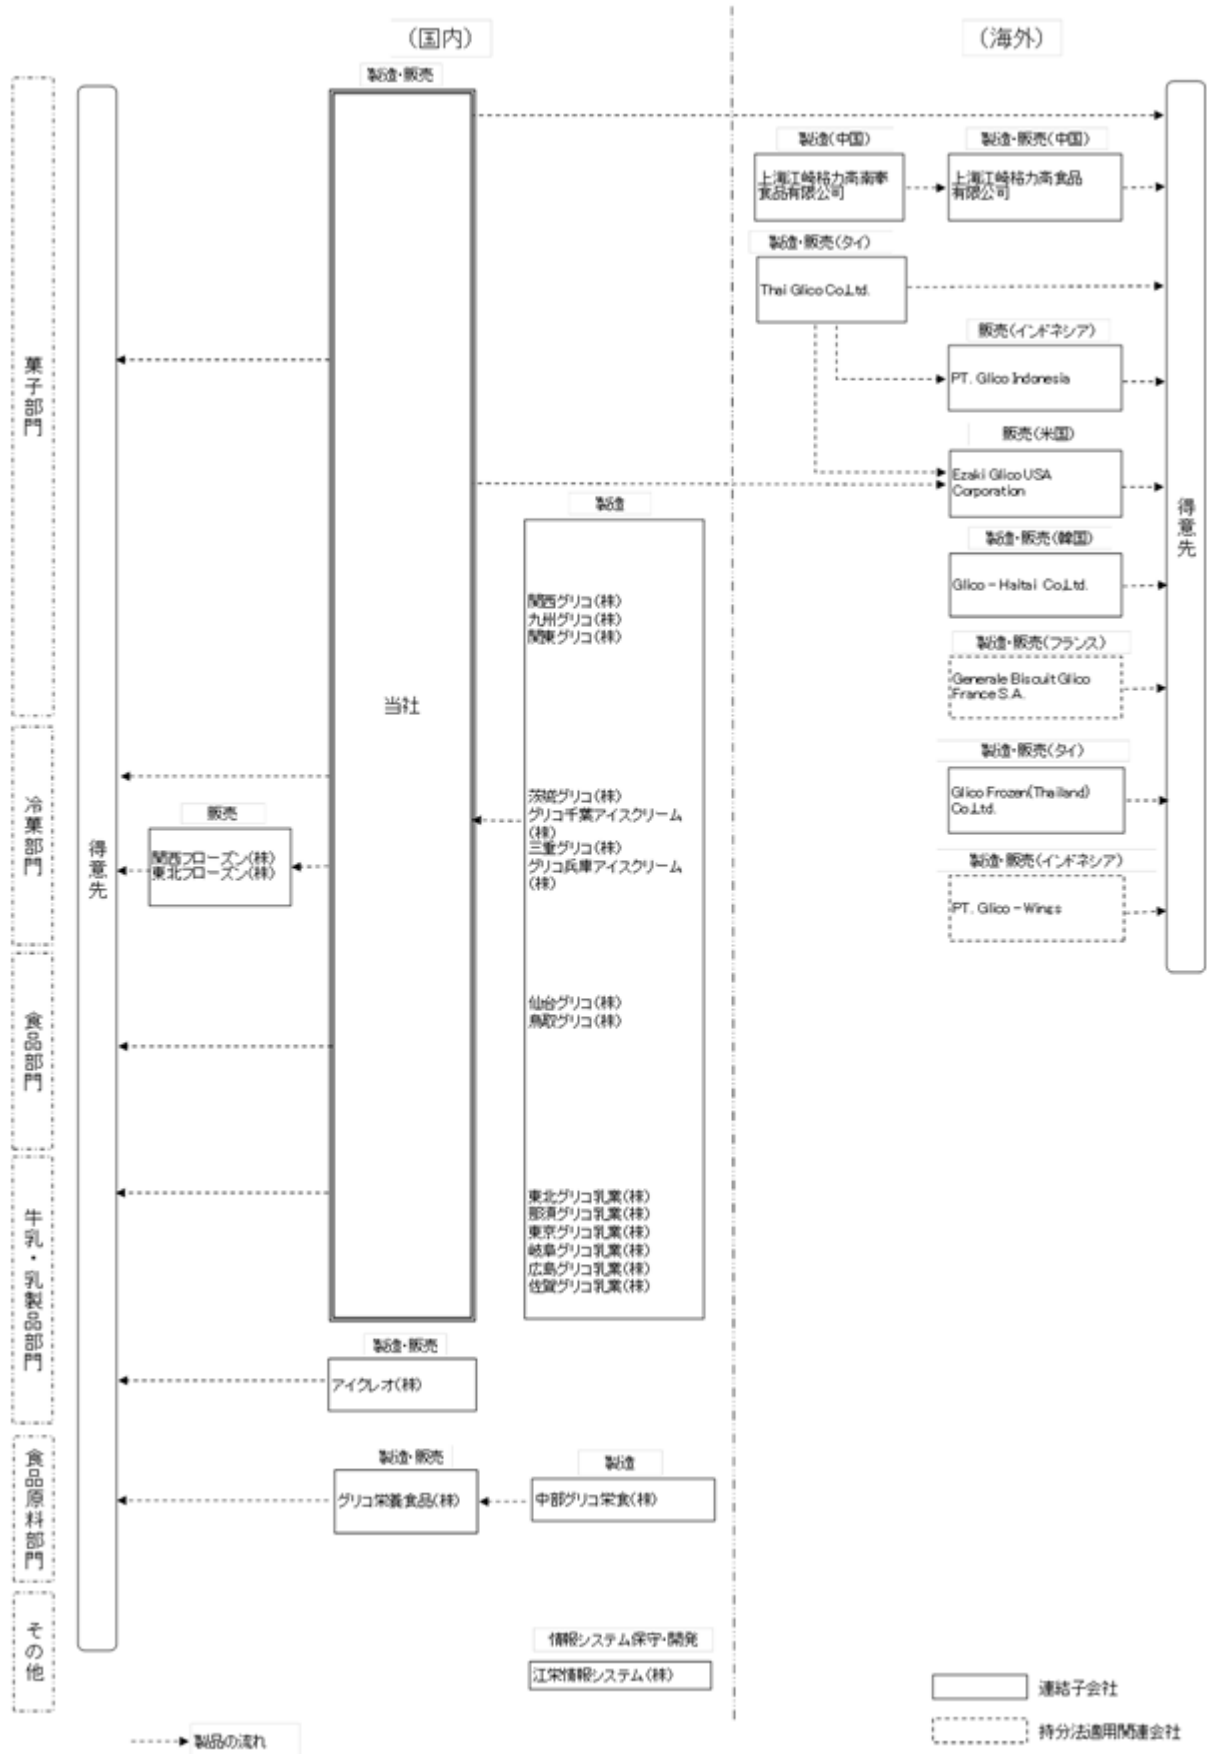 (国内)
(海外)
製造・販売
製造(中国)
製造・販売(中国)
上海江崎格力高南奉
食品有限公司
上海江崎格力高食品
有限公司
製造・販売(タイ)
Thai Glico Co.,Ltd.
販売(インドネシア)
PT. Glico Indonesia
販売(米国)
Ezaki Glico USA
Corporation
製造・販売(韓国)
Glico - Haitai Co.,Ltd.
製造・販売(フランス)
Generale Biscuit Glico
France S.A.
製造・販売(タイ)
Glico Frozen(Thailand)
Co.,Ltd.
製造・販売(インドネシア)
PT. Glico - Wings
得意先
菓子部門
冷菓部門
食品部門
牛乳・乳製品部門
食品原料部門
その他
得意先
当社
販売
関西フローズン(株)
東北フローズン(株)
製造
関西グリコ(株)
九州グリコ(株)
関東グリコ(株)
茨城グリコ(株)
グリコ千葉アイスクリーム
(株)
三重グリコ(株)
グリコ兵庫アイスクリーム
(株)
仙台グリコ(株)
鳥取グリコ(株)
東北グリコ乳業(株)
那須グリコ乳業(株)
東京グリコ乳業(株)
岐阜グリコ乳業(株)
広島グリコ乳業(株)
佐賀グリコ乳業(株)
製造・販売
アイクレオ(株)
製造・販売
グリコ栄養食品(株)
製造
中部グリコ栄食(株)
情報システム保守・開発
江栄情報システム(株)
連結子会社
持分法適用関連会社
製品の流れ